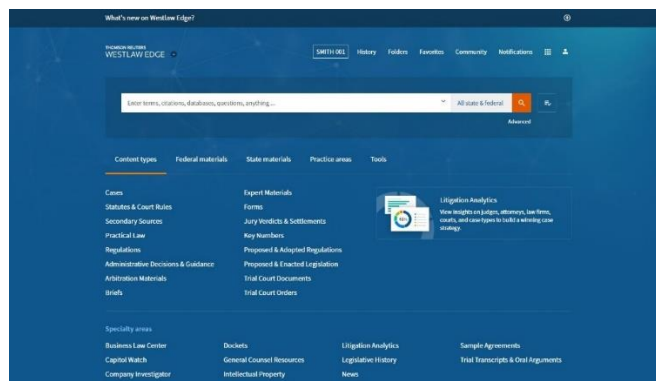 What's new on Westlaw Edge?
THOMSON REUTERS
WESTLAW EDGE
SMITH 001 History Folders Favorites Community Notifications
Enter terms, citations, databases, questions, anything ... All state & federal
Advanced
Content types Federal materials State materials Practice areas Tools
Cases Expert Materials
Statutes & Court Rules Forms
Secondary Sources Jury Verdicts & Settlements
Practical Law Key Numbers
Regulations Proposed & Adopted Regulations
Administrative Decisions & Guidance Proposed & Enacted Legislation
Arbitration Materials Trial Court Documents
Briefs Trial Court Orders
Litigation Analytics
View insights on judges, attorneys, law firms,
courts, and case types to build a winning case
strategy.
Specialty areas
Business Law Center Dockets Litigation Analytics Sample Agreements
Capitol Watch General Counsel Resources Legislative History Trial Transcripts & Oral Arguments
Company Investigator Intellectual Property News